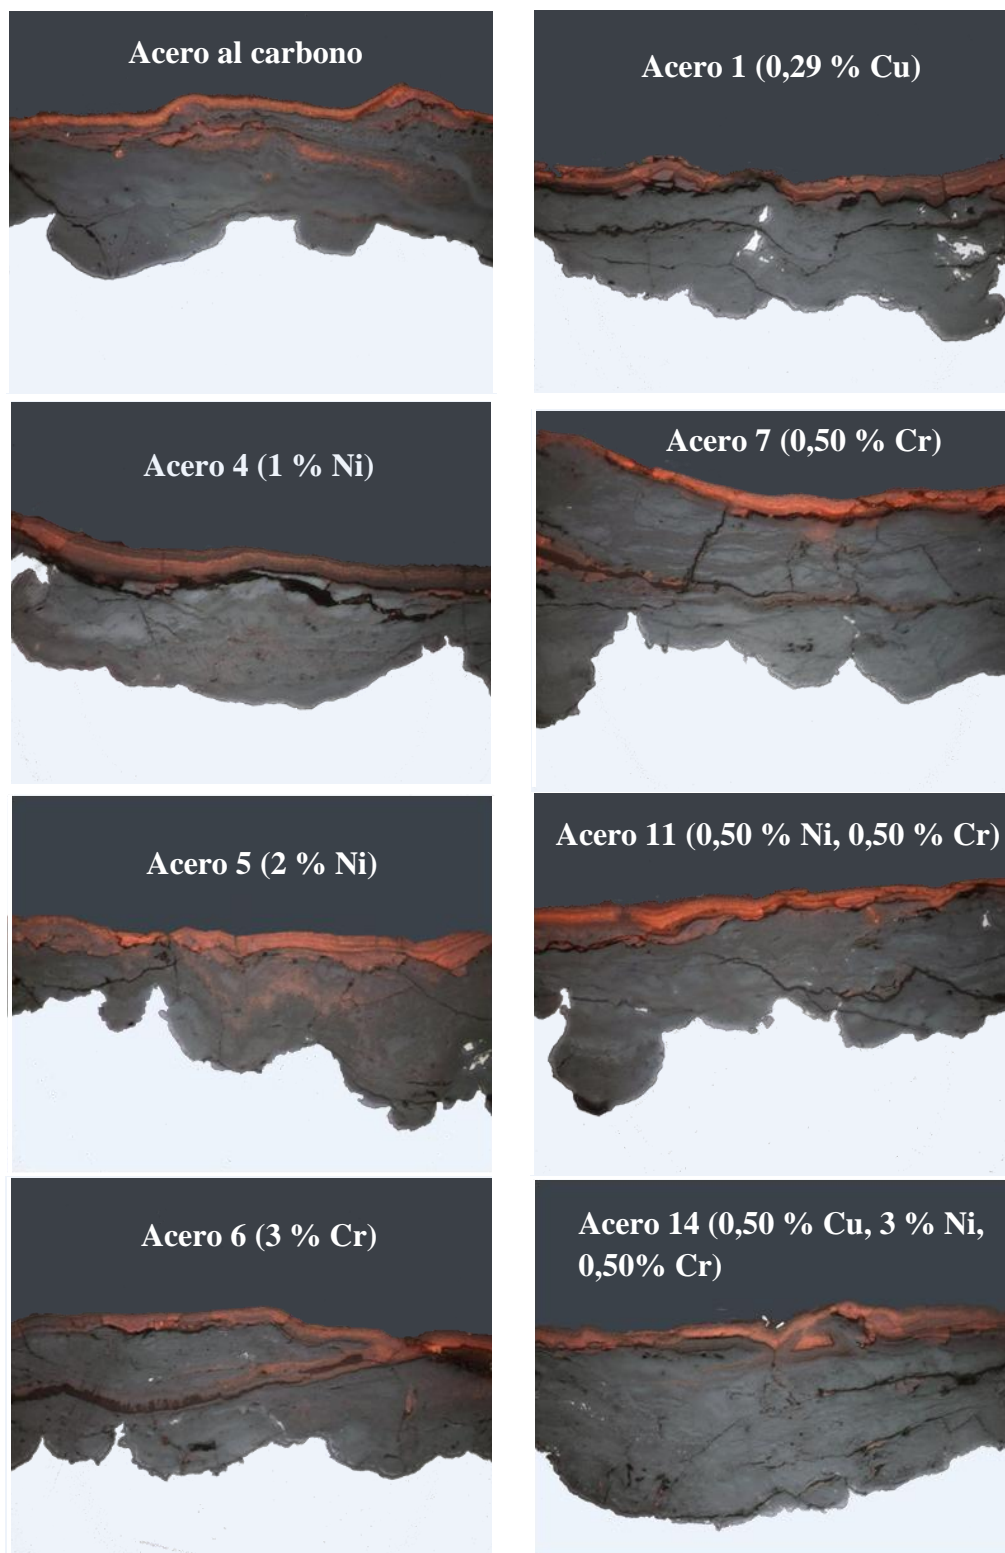 Acero al carbono
Acero 1 (0,29 % Cu)
Acero 4 (1 % Ni)
Acero 7 (0,50 % Cr)
Acero 5 (2 % Ni)
Acero 11 (0,50 % Ni, 0,50 % Cr)
Acero 6 (3 % Cr)
Acero 14 (0,50 % Cu, 3 % Ni,
0,50% Cr)